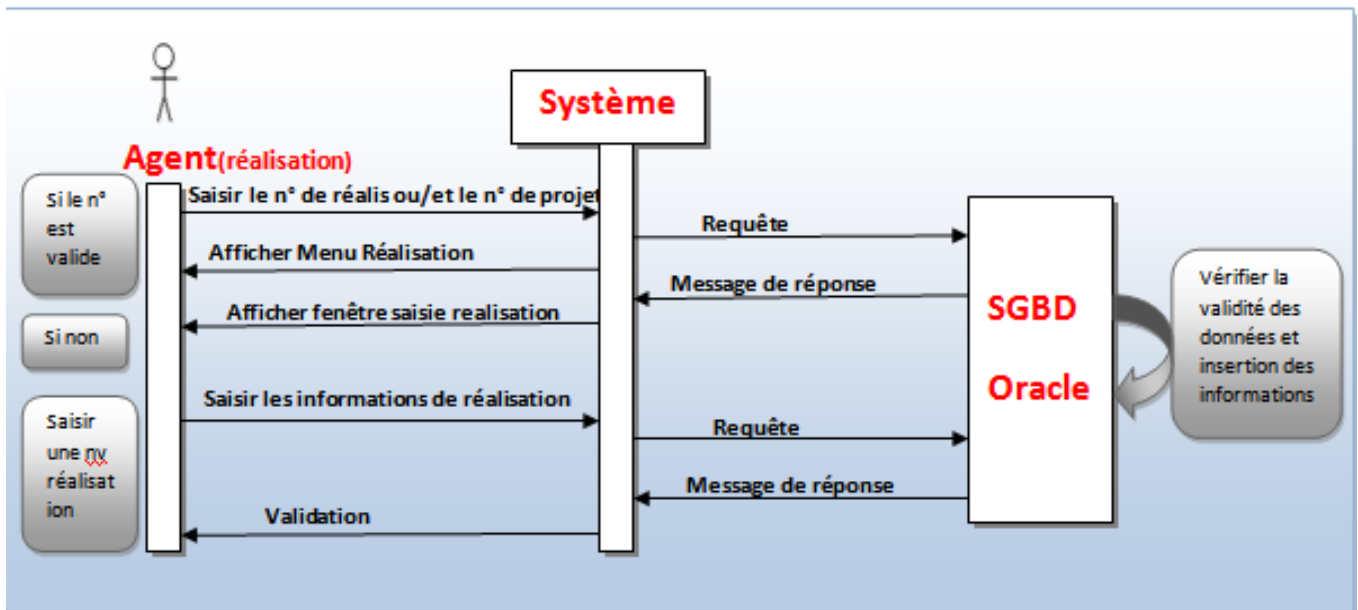 Système
Agent(réalisation)
Si le n°
est
valide
Saisir le n° de réalis ou/et le n° de projet
Requête
Afficher Menu Réalisation
Message de réponse
Afficher fenêtre saisie realisation
Si non
SGBD
Oracle
Vérifier la
validité des
données et
insertion des
informations
Saisir les informations de réalisation
Saisir
une nv
réalisat
ion
Requête
Message de réponse
Validation